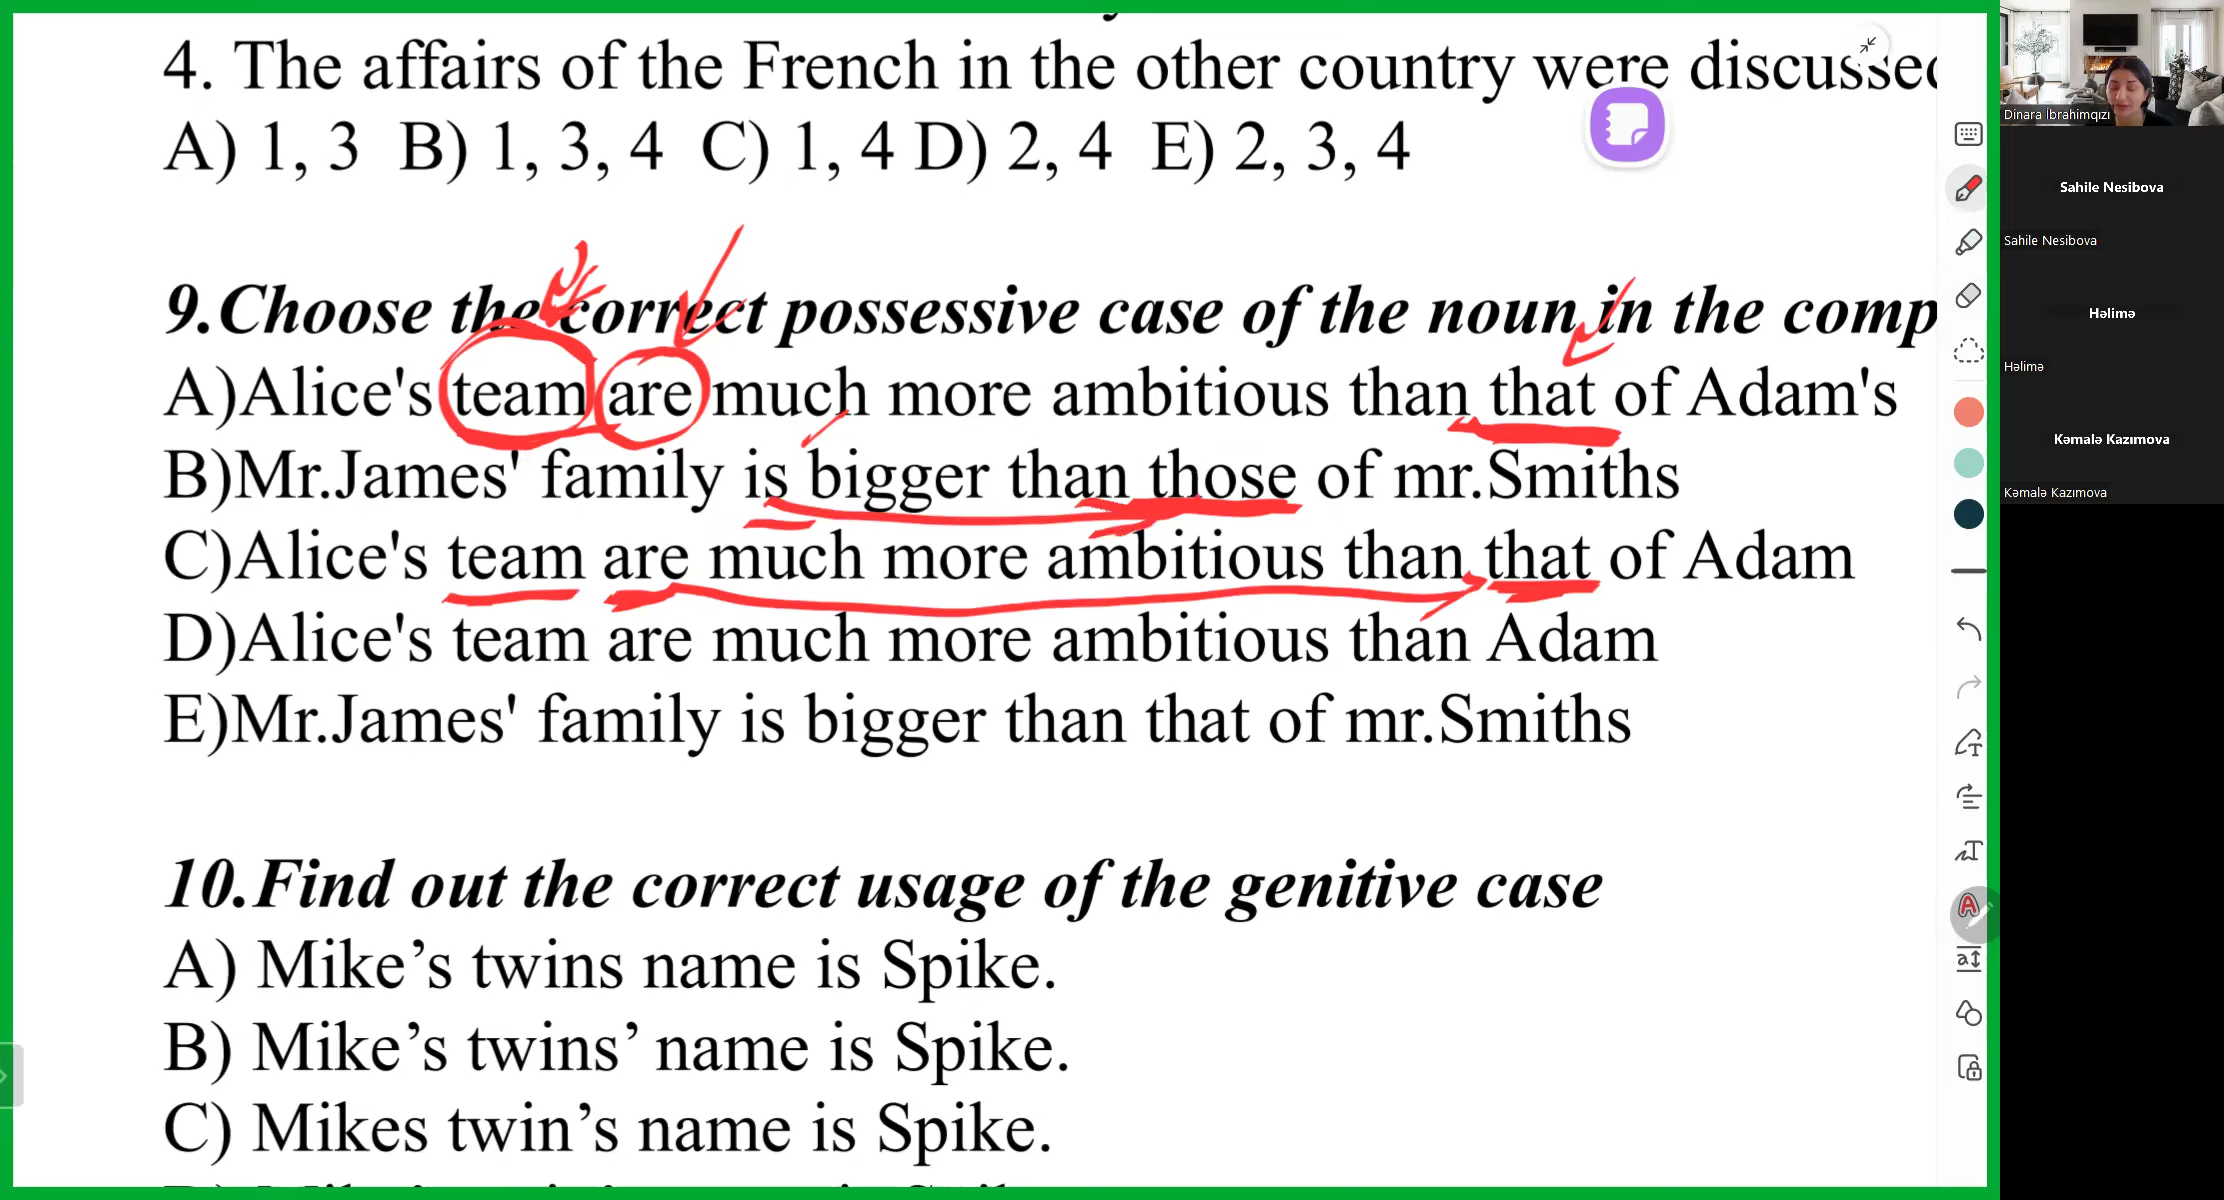 4. The affairs of the French in the other country were discussed
A) 1, 3 B) 1, 3, 4 C) 1, 4 D) 2, 4 E) 2, 3, 4
9.Choose the correct possessive case of the noun in the comp
A)Alice's team are much more ambitious than that of Adam's
B)Mr.James' family is bigger than those of mr.Smiths
C)Alice's team are much more ambitious than that of Adam
D)Alice's team are much more ambitious than Adam
E)Mr.James' family is bigger than that of mr.Smiths
10.Find out the correct usage of the genitive case
A) Mike’s twins name is Spike.
B) Mike’s twins’ name is Spike.
C) Mikes twin’s name is Spike.
Dinara İbrahimqızı
Sahile Nesibova
Sahile Nesibova
Həlimə
Həlimə
Kəmalə Kazımova
Kəmalə Kazımova